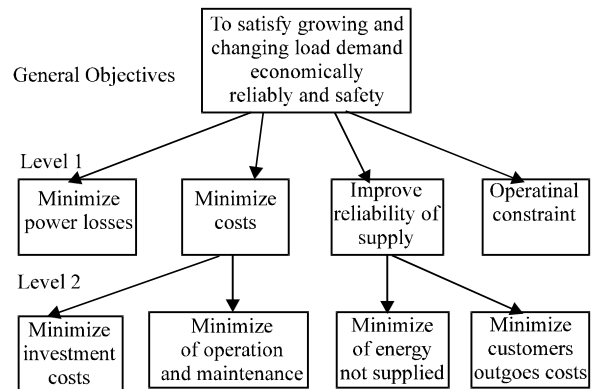 To satisfy growing and
changing load demand
economically
reliably and safety
General Objectives
Level 1
Minimize
power losses
Minimize
costs
Improve
reliability of
supply
Operatinal
constraint
Level 2
Minimize
investment
costs
Minimize
of operation
and maintenance
Minimize
of energy
not supplied
Minimize
customers
outgoes costs